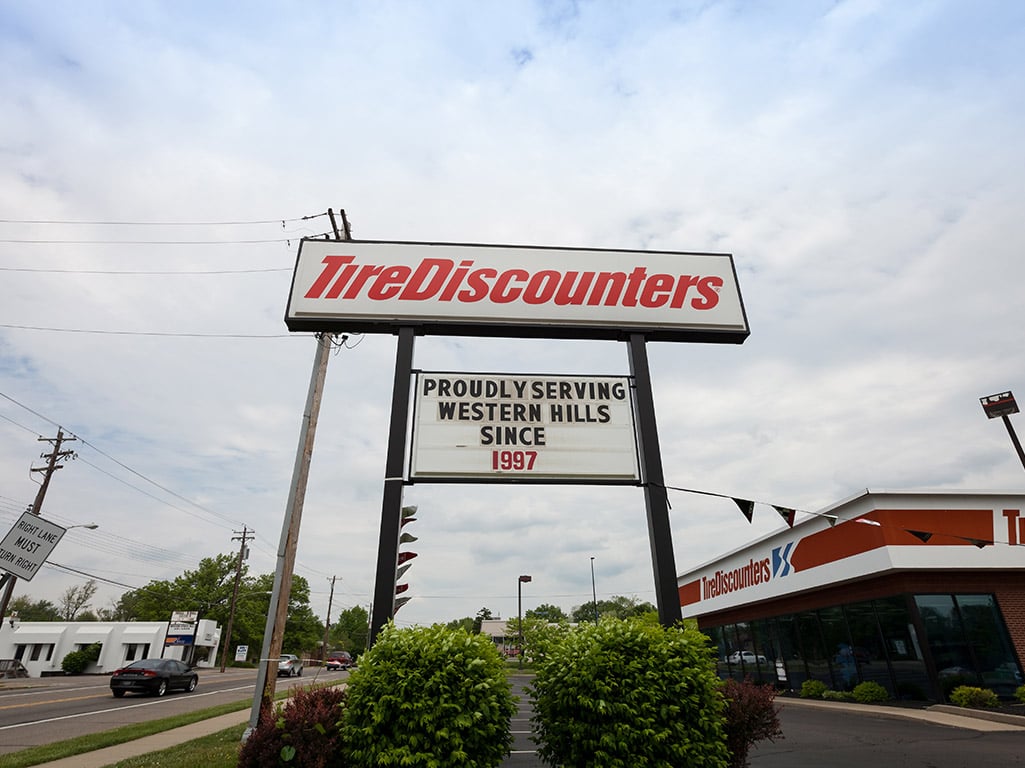 TireDiscounters
PROUDLY SERVING
WESTERN HILLS
SINCE
1997
RIGHT LANE
MUST
TURN RIGHT
TireDiscounters